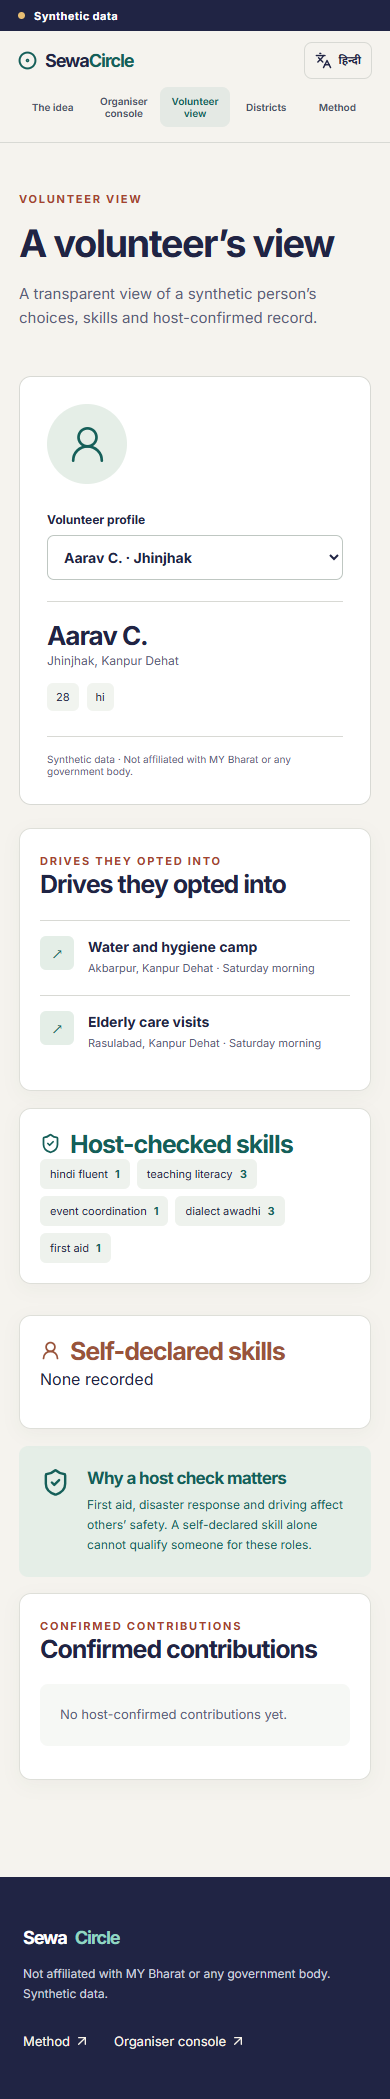 Synthetic data
SewaCircle
हिन्दी
The idea
Organiser
console
Volunteer
view
Districts
Method
VOLUNTEER VIEW
A volunteer’s view
A transparent view of a synthetic person’s
choices, skills and host-confirmed record.
Volunteer profile
Aarav C. · Jhinjhak
Aarav C.
Jhinjhak, Kanpur Dehat
28 hi
Synthetic data · Not affiliated with MY Bharat or any
government body.
DRIVES THEY OPTED INTO
Drives they opted into
Water and hygiene camp
Akbarpur, Kanpur Dehat · Saturday morning
Elderly care visits
Rasulabad, Kanpur Dehat · Saturday morning
Host-checked skills
hindi fluent 1 teaching literacy 3
event coordination 1 dialect awadhi 3
first aid 1
Self-declared skills
None recorded
Why a host check matters
First aid, disaster response and driving affect
others’ safety. A self-declared skill alone
cannot qualify someone for these roles.
CONFIRMED CONTRIBUTIONS
Confirmed contributions
No host-confirmed contributions yet.
Sewa Circle
Not affiliated with MY Bharat or any government body.
Synthetic data.
Method Organiser console